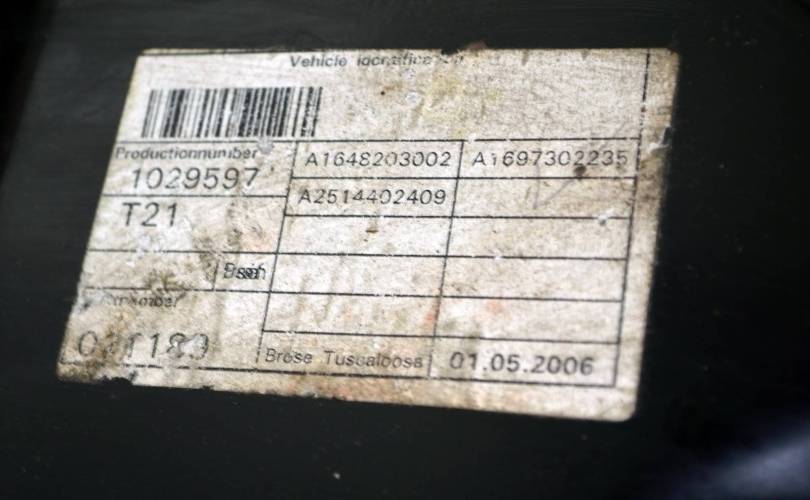 Vehicle
Productionnumber
1029597
A1648203002 A1697302235
T21
A2514402409
Brose Tuscaloosa 01.05.2006